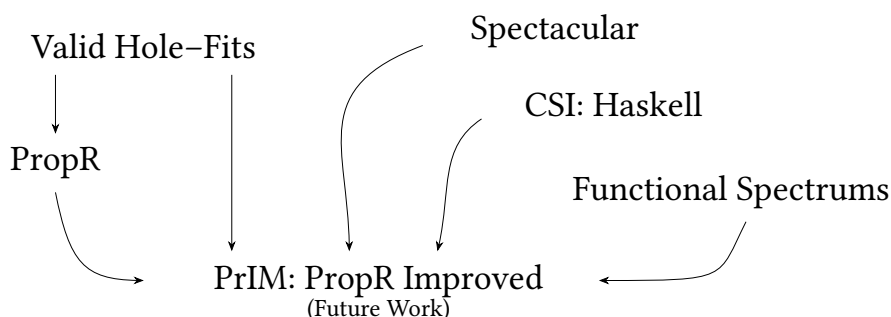 Spectacular
Valid Hole–Fits
CSI: Haskell
PropR
Functional Spectrums
PrIM: PropR Improved
(Future Work)